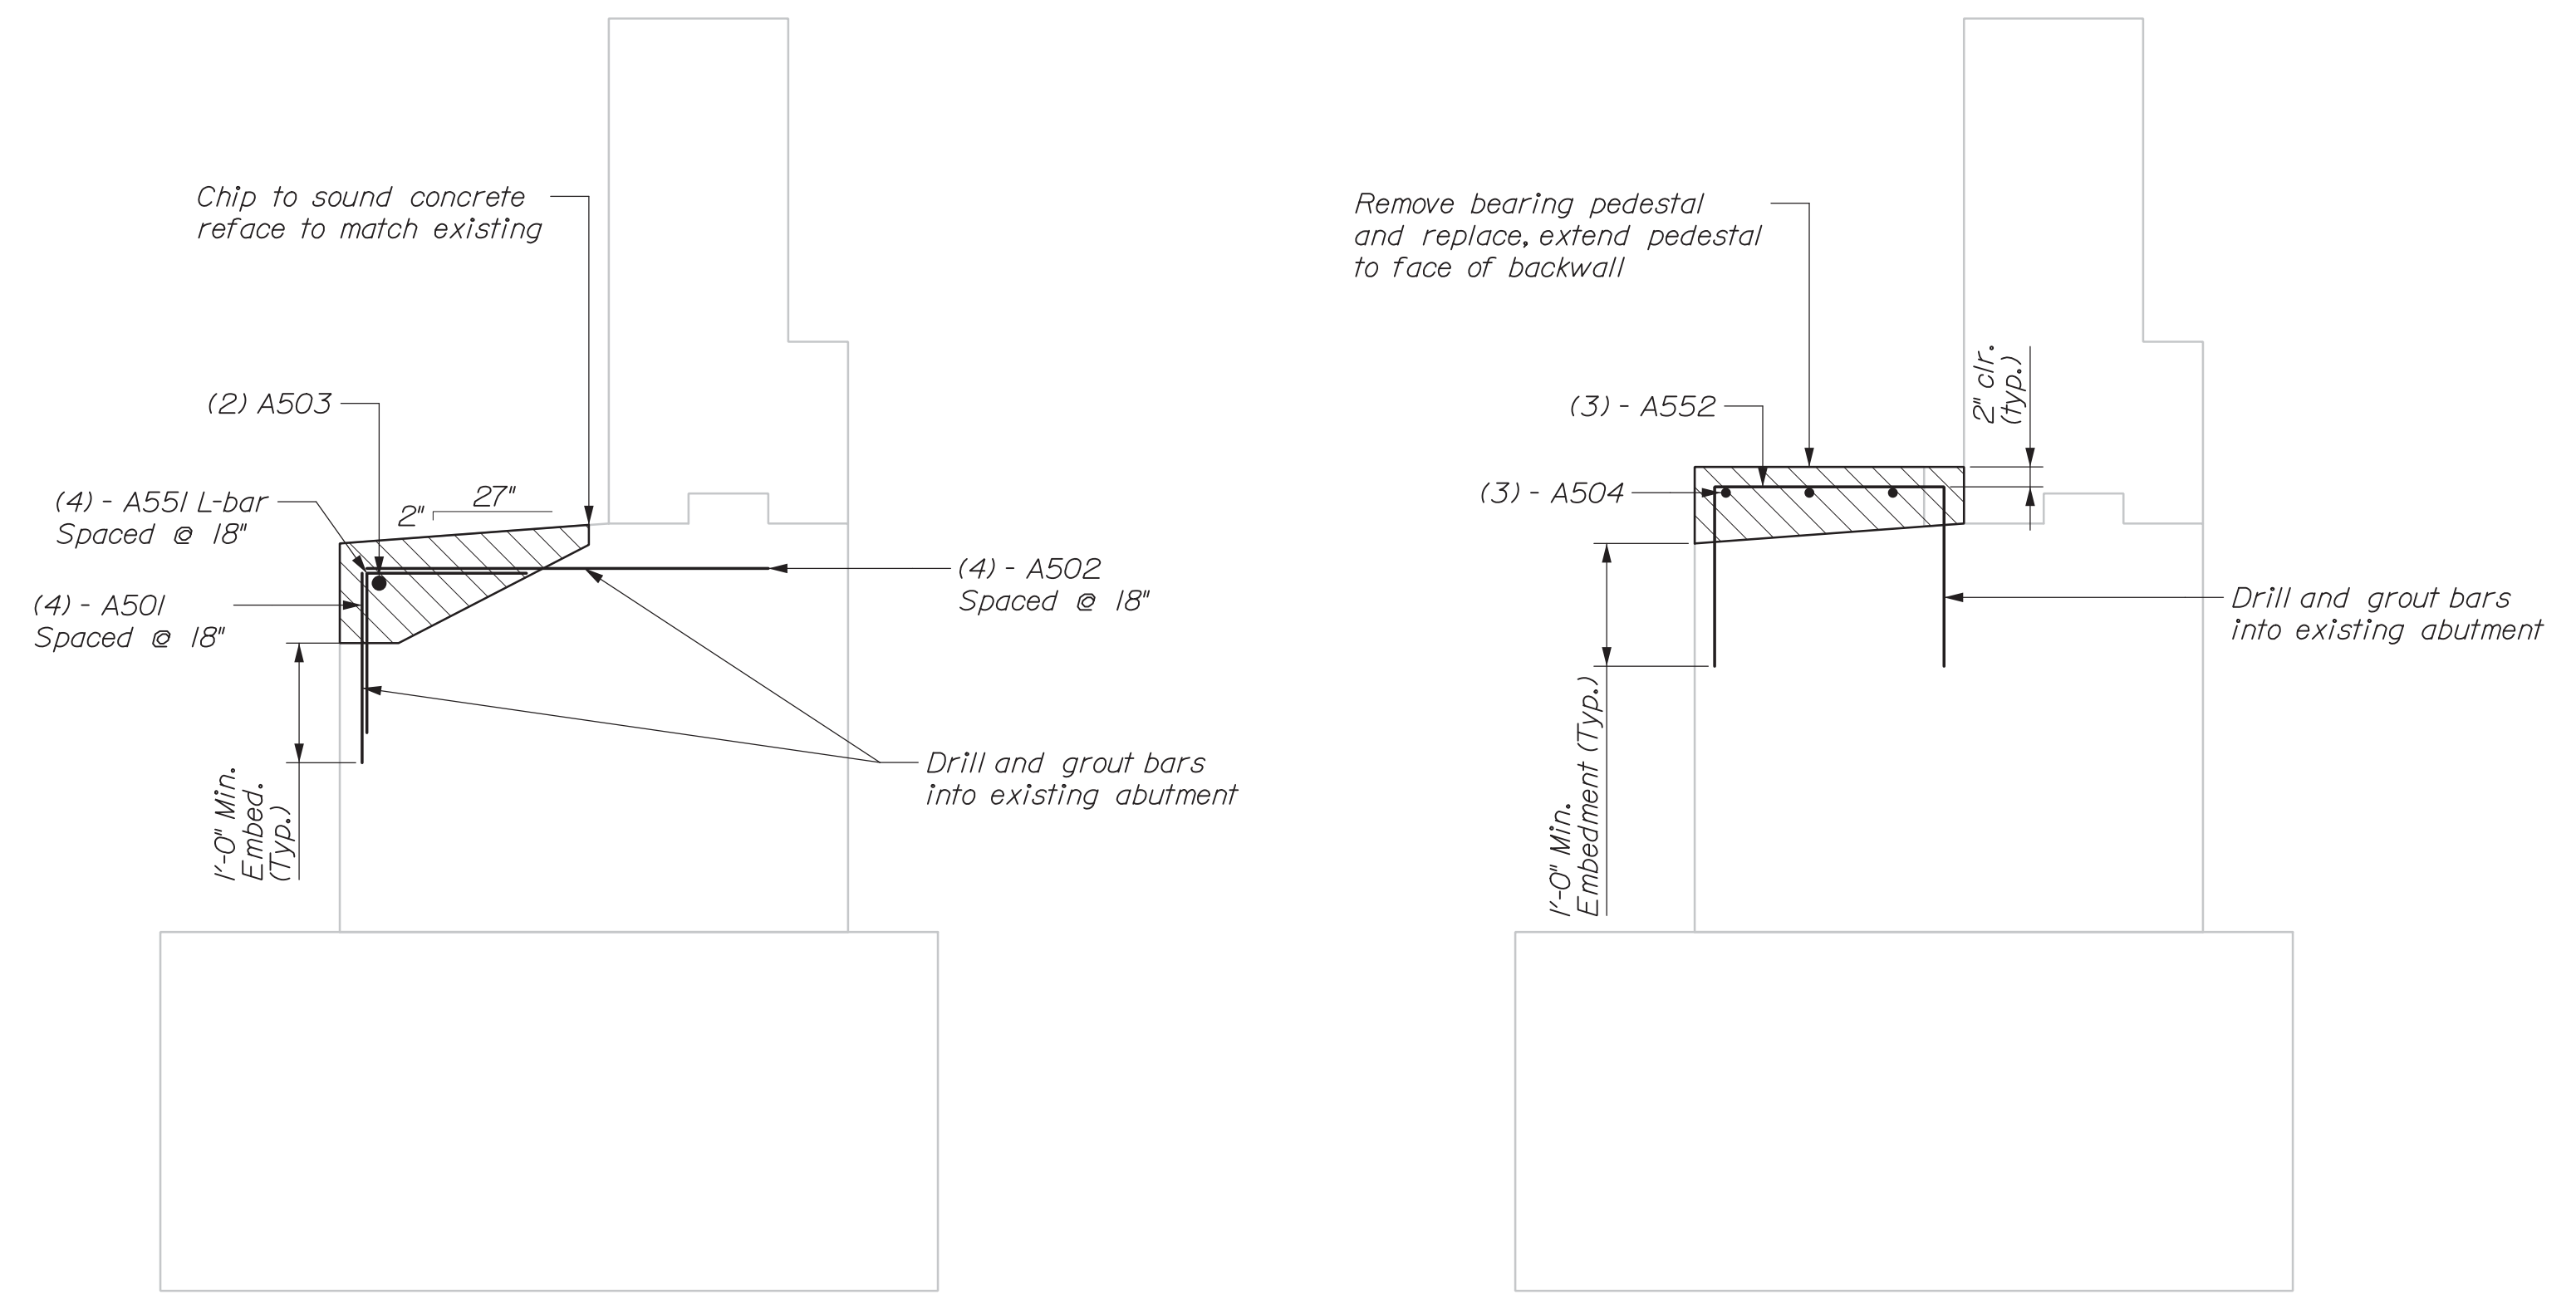 Chip to sound concrete
reface to match existing
(2) A503
(4) - A551 L-bar
Spaced @ 18"
2"
27"
(4) - A501
Spaced @ 18"
(4) - A502
Spaced @ 18"
Drill and grout bars
into existing abutment
1'-0" Min.
Embed.
(Typ.)
Remove bearing pedestal
and replace, extend pedestal
to face of backwall
(3) - A552
(3) - A504
2" clr.
(typ.)
Drill and grout bars
into existing abutment
1'-0" Min.
Embedment (Typ.)